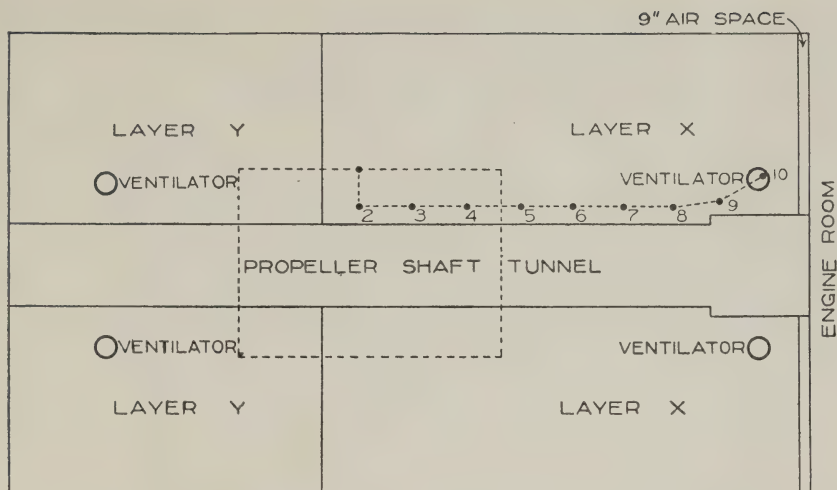 9" AIR SPACE
LAYER Y
LAYER X
VENTILATOR
VENTILATOR
10
2
3
4
5
6
7
8
9
PROPELLER SHAFT TUNNEL
ENGINE ROOM
VENTILATOR
VENTILATOR
LAYER Y
LAYER X